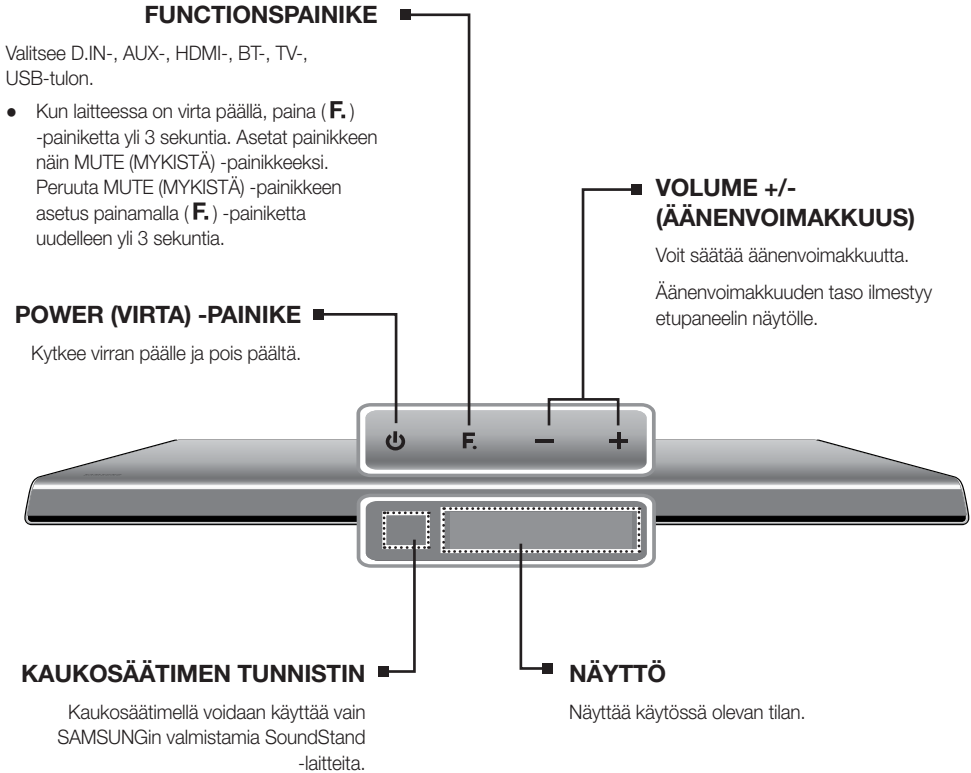 FUNCTIONSPAINIKE
Valitsee D.IN-, AUX-, HDMI-, BT-, TV-,
USB-tulon.
● Kun laitteessa on virta päällä, paina (F.)
-painiketta yli 3 sekuntia. Asetat painikkeen
näin MUTE (MYKISTÄ) -painikkeeksi.
Peruuta MUTE (MYKISTÄ) -painikkeen
asetus painamalla (F.) -painiketta
uudelleen yli 3 sekuntia.
VOLUME +/-
(ÄÄNENVOIMAKKUUS)
Voit säätää äänenvoimakkuutta.
Äänenvoimakkuuden taso ilmestyy
etupaneelin näytölle.
POWER (VIRTA) -PAINIKE
Kytkee virran päälle ja pois päältä.
F. − +
KAUKOSÄÄTIMEN TUNNISTIN
Kaukosäätimellä voidaan käyttää vain
SAMSUNGin valmistamia SoundStand
-laitteita.
NÄYTTÖ
Näyttää käytössä olevan tilan.